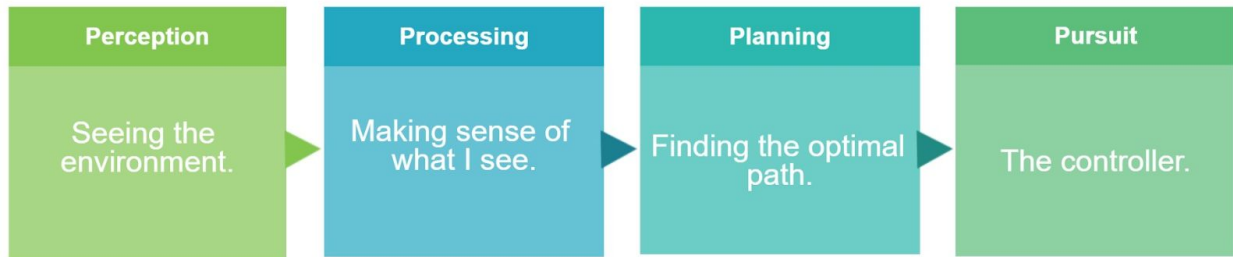 Perception
Seeing the
environment.
Processing
Making sense of
what I see.
Planning
Finding the optimal
path.
Pursuit
The controller.